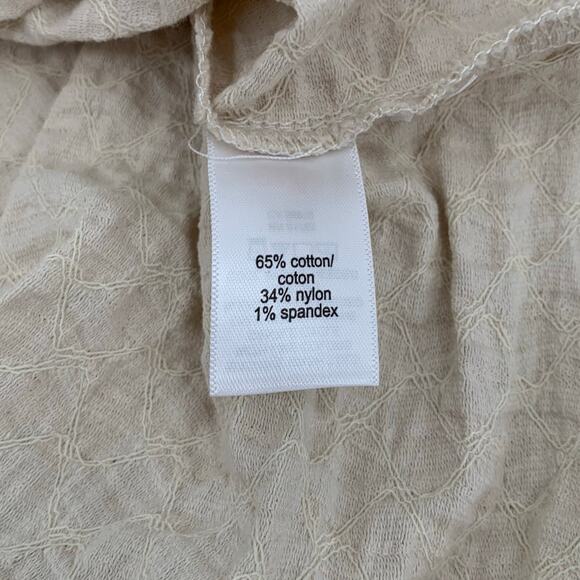 65% cotton/
coton
34% nylon
1% spandex